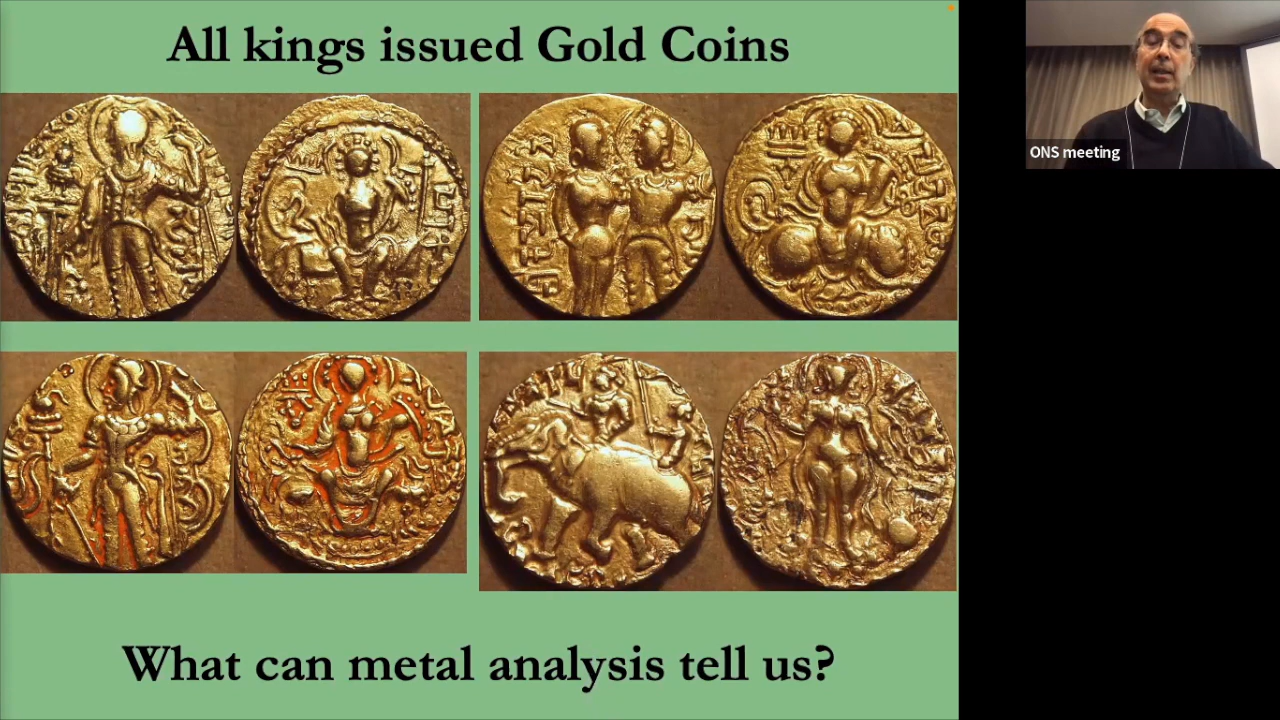 All kings issued Gold Coins
ONS meeting
What can metal analysis tell us?